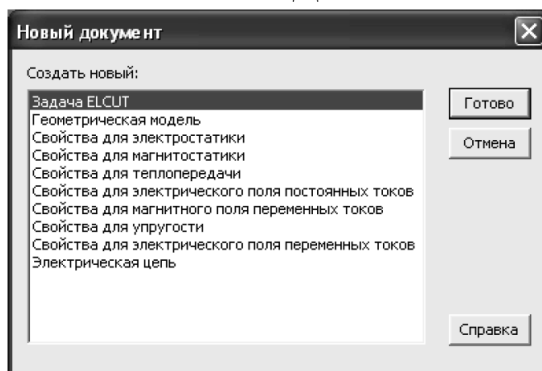 Новый документ
Создать новый:
Задача ELCUT
Геометрическая модель
Свойства для электростатики
Свойства для магнитостатики
Свойства для теплопередачи
Свойства для электрического поля постоянных токов
Свойства для магнитного поля переменных токов
Свойства для упругости
Свойства для электрического поля переменных токов
Электрическая цепь
Готово
Отмена
Справка